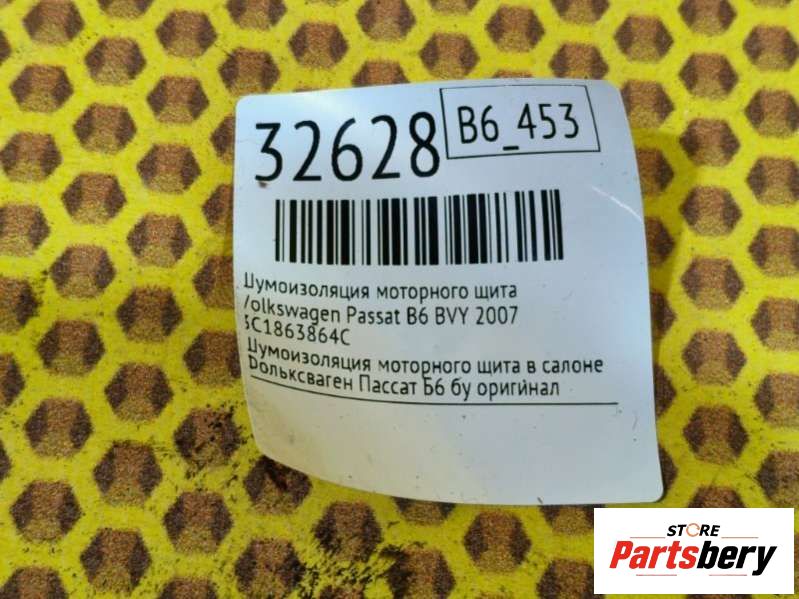 32628
B6_453
Шумоизоляция моторного щита
Volkswagen Passat B6 BVY 2007
3C1863864C
Шумоизоляция моторного щита в салоне
Фольксваген Пассат Б6 бу оригинал
STORE
Partsbery